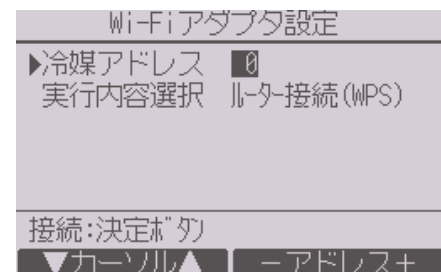 Wi-Fiアダプタ設定
▶冷媒アドレス 0
実行内容選択 ルーター接続(WPS)
接続:決定ボタン
▼カーソル▲ −アドレス+